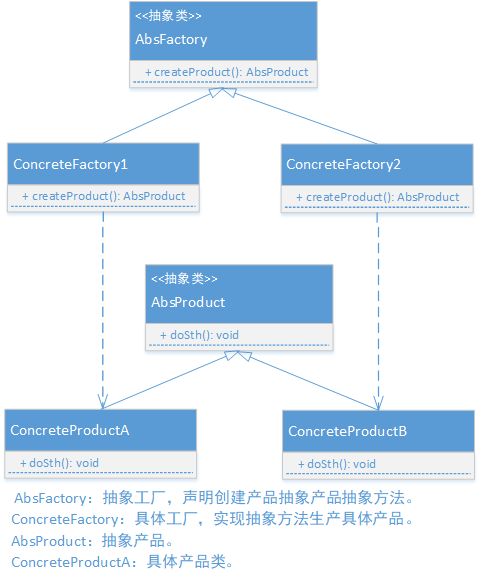 <<抽象类>>
AbsFactory
+ createProduct(): AbsProduct
ConcreteFactory1
+ createProduct(): AbsProduct
ConcreteFactory2
+ createProduct(): AbsProduct
<<抽象类>>
AbsProduct
+ doSth(): void
ConcreteProductA
+ doSth(): void
ConcreteProductB
+ doSth(): void
AbsFactory：抽象工厂，声明创建产品抽象产品抽象方法。
ConcreteFactory：具体工厂，实现抽象方法生产具体产品。
AbsProduct：抽象产品。
ConcreteProductA：具体产品类。